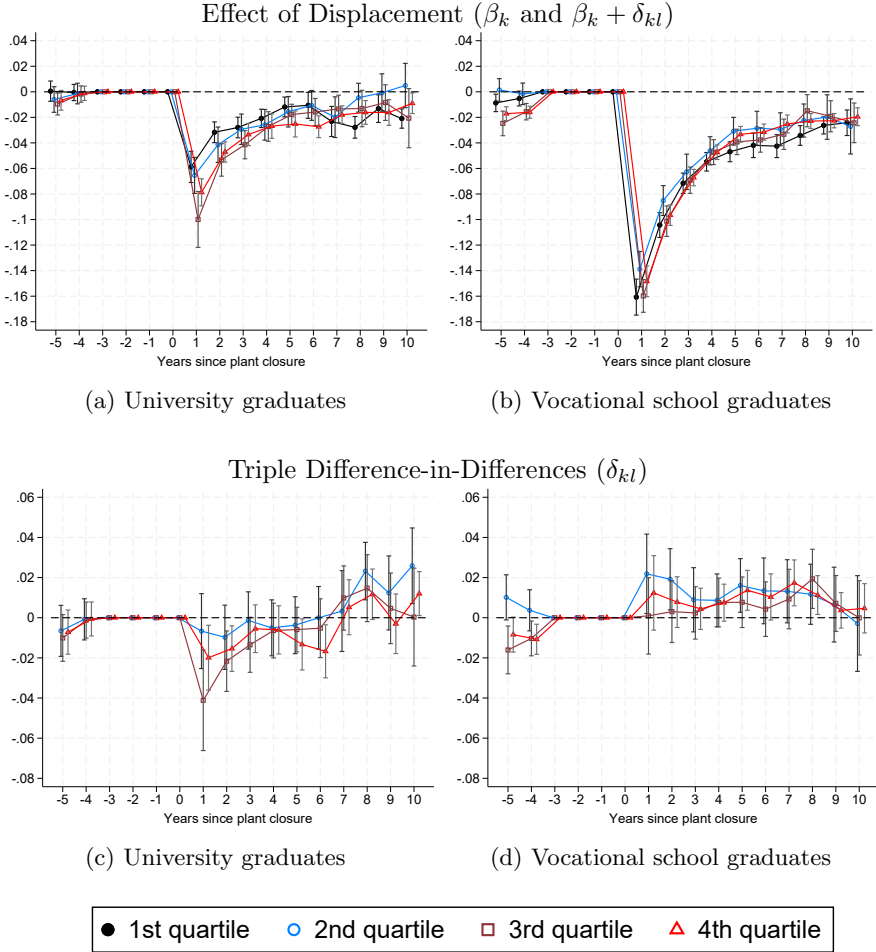 Effect of Displacement (βₖ and βₖ + δₖₗ)
.04
.02
0
-.02
-.04
-.06
-.08
-.1
-.12
-.14
-.16
-.18
-5 -4 -3 -2 -1 0 1 2 3 4 5 6 7 8 9 10
Years since plant closure
(a) University graduates
.04
.02
0
-.02
-.04
-.06
-.08
-.1
-.12
-.14
-.16
-.18
-5 -4 -3 -2 -1 0 1 2 3 4 5 6 7 8 9 10
Years since plant closure
(b) Vocational school graduates
Triple Difference-in-Differences (δₖₗ)
.06
.04
.02
0
-.02
-.04
-.06
-.08
-5 -4 -3 -2 -1 0 1 2 3 4 5 6 7 8 9 10
Years since plant closure
(c) University graduates
.06
.04
.02
0
-.02
-.04
-.06
-.08
-5 -4 -3 -2 -1 0 1 2 3 4 5 6 7 8 9 10
Years since plant closure
(d) Vocational school graduates
1st quartile 2nd quartile 3rd quartile 4th quartile